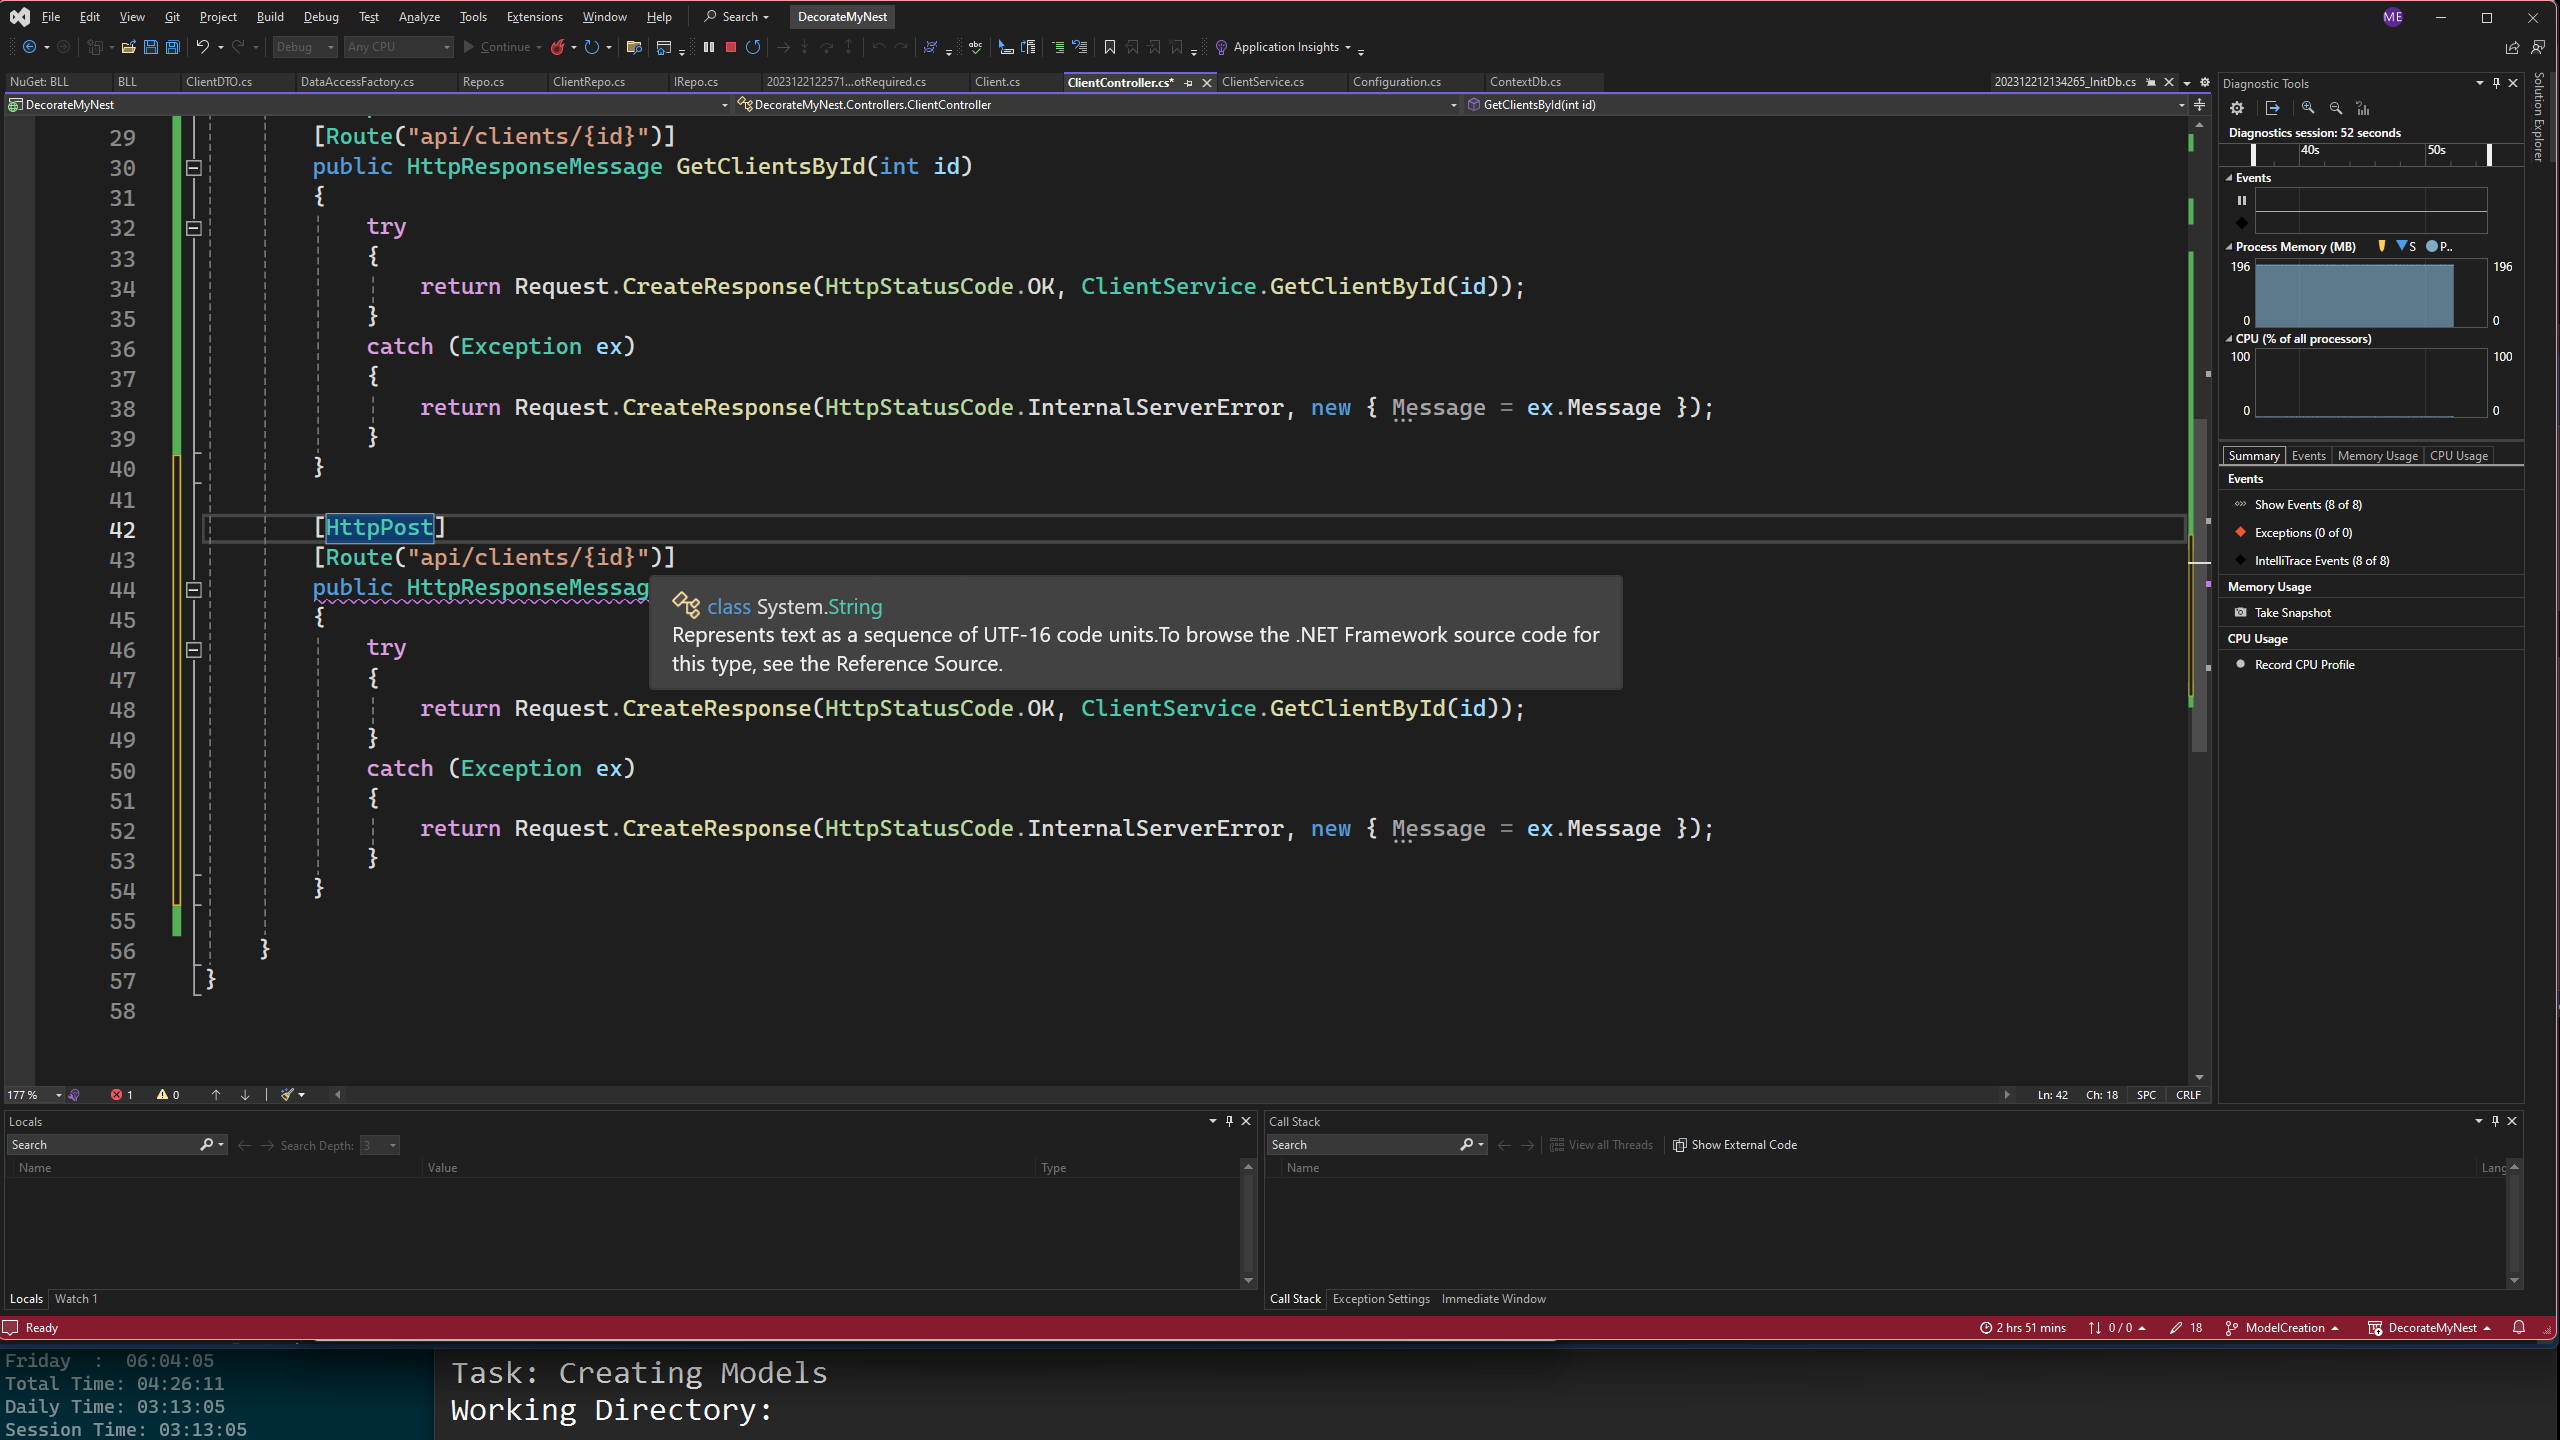 File Edit View Git Project Build Debug Test Analyze Tools Extensions Window Help Search DecorateMyNest ME
Debug Any CPU Continue Application Insights
NuGet: BLL BLL ClientDTO.cs DataAccessFactory.cs Repo.cs ClientRepo.cs IRepo.cs 2023122122571...otRequired.cs Client.cs ClientController.cs* ClientService.cs Configuration.cs ContextDb.cs 202312212134265_InitDb.cs
DecorateMyNest DecorateMyNest.Controllers.ClientController GetClientsById(int id)
29 [Route("api/clients/{id}")]
30 public HttpResponseMessage GetClientsById(int id)
31 {
32 try
33 {
34 return Request.CreateResponse(HttpStatusCode.OK, ClientService.GetClientById(id));
35 }
36 catch (Exception ex)
37 {
38 return Request.CreateResponse(HttpStatusCode.InternalServerError, new { Message = ex.Message });
39 }
40 }
41
42 [HttpPost]
43 [Route("api/clients/{id}")]
44 public HttpResponseMessag
class System.String
Represents text as a sequence of UTF-16 code units.To browse the .NET Framework source code for
this type, see the Reference Source.
45 {
46 try
47 {
48 return Request.CreateResponse(HttpStatusCode.OK, ClientService.GetClientById(id));
49 }
50 catch (Exception ex)
51 {
52 return Request.CreateResponse(HttpStatusCode.InternalServerError, new { Message = ex.Message });
53 }
54 }
55
56 }
57 }
58
177 % 1 0 Ln: 42 Ch: 18 SPC CRLF
Diagnostic Tools
Diagnostics session: 52 seconds
40s 50s
Events
Process Memory (MB) S P..
196 196
0 0
CPU (% of all processors)
100 100
0 0
Summary Events Memory Usage CPU Usage
Events
Show Events (8 of 8)
Exceptions (0 of 0)
IntelliTrace Events (8 of 8)
Memory Usage
Take Snapshot
CPU Usage
Record CPU Profile
Solution Explorer
Locals
Search Search Depth: 3
Name Value Type
Locals Watch 1
Call Stack
Search View all Threads Show External Code
Name Lang
Call Stack Exception Settings Immediate Window
Ready 2 hrs 51 mins 0 / 0 18 ModelCreation DecorateMyNest
Friday : 06:04:05
Total Time: 04:26:11
Daily Time: 03:13:05
Session Time: 03:13:05
Task: Creating Models
Working Directory: